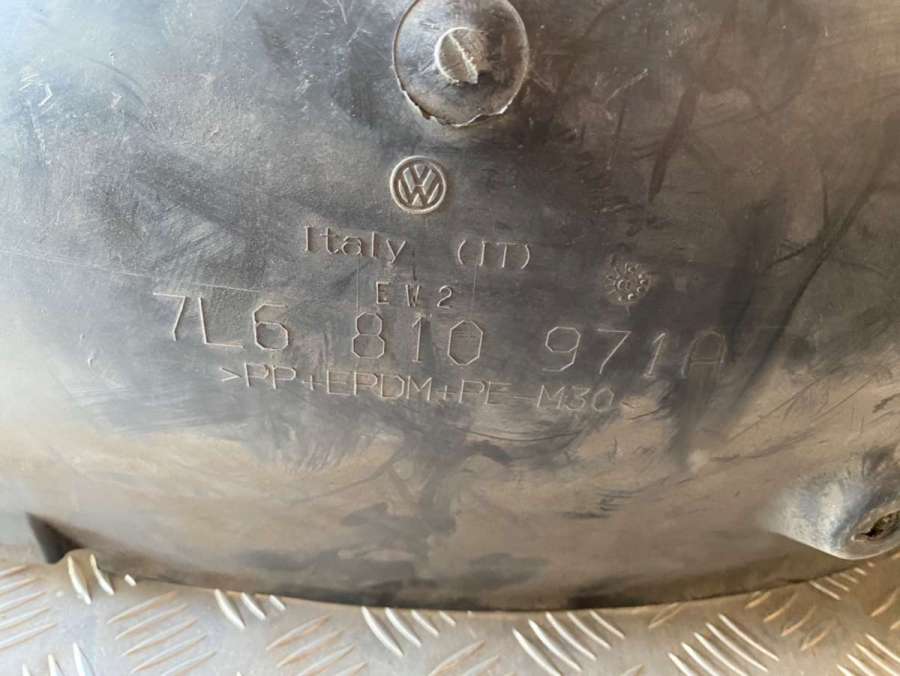 Italy (IT)
EW2
7L6 810 971A
>PP+EPDM+PE-M30<